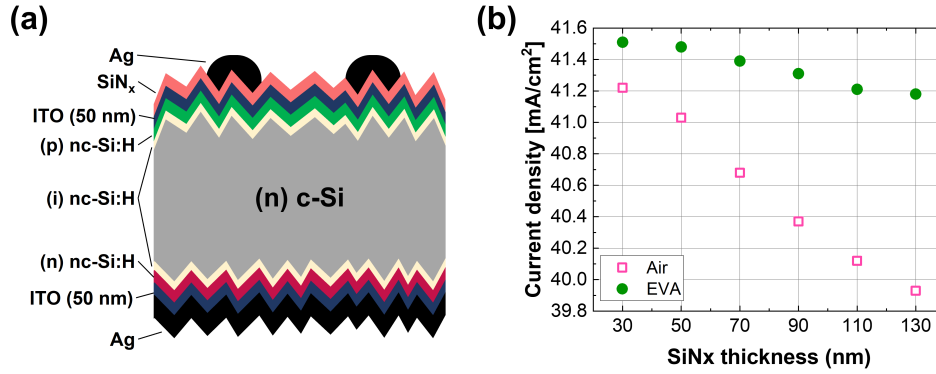 (a)
Ag
SiNx
ITO (50 nm)
(p) nc-Si:H
(i) nc-Si:H
(n) c-Si
(n) nc-Si:H
ITO (50 nm)
Ag
(b)
Current density [mA/cm²]
41.6
41.4
41.2
41.0
40.8
40.6
40.4
40.2
40.0
39.8
Air
EVA
30 50 70 90 110 130
SiNx thickness (nm)